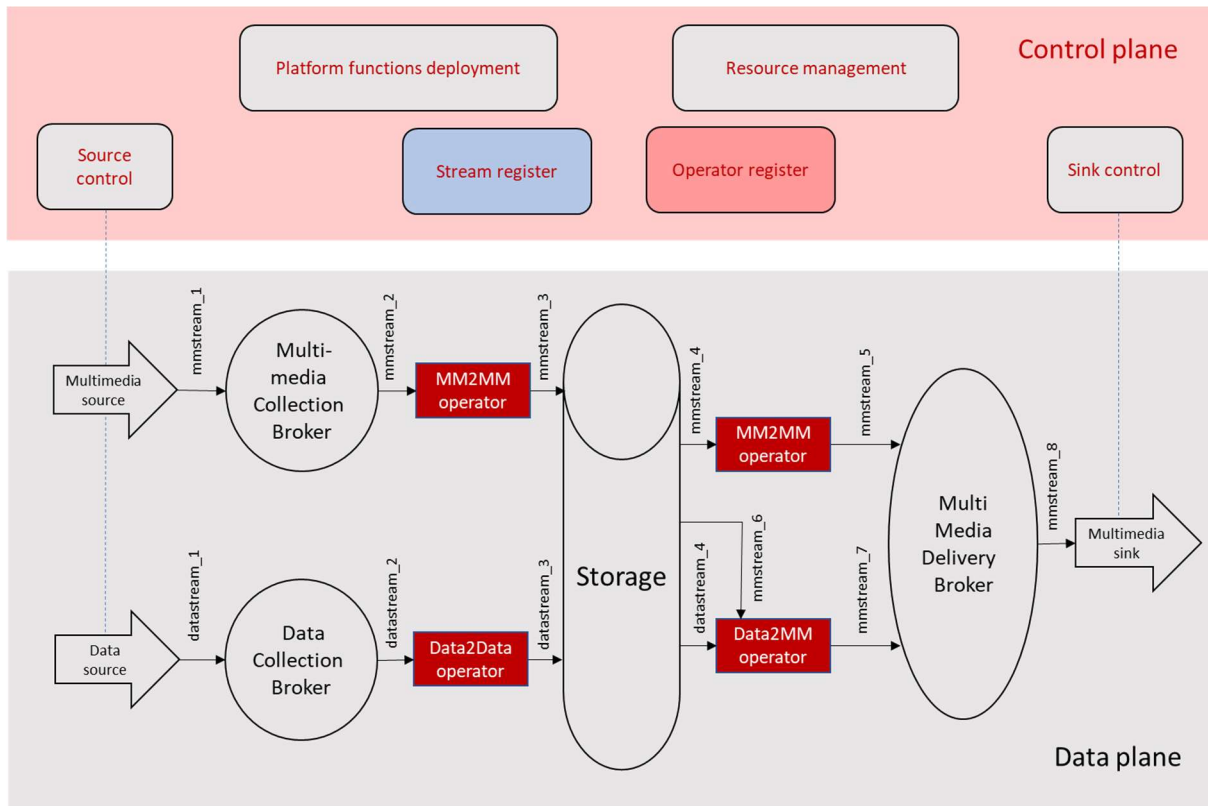 Control plane
Platform functions deployment
Resource management
Source
control
Stream register
Operator register
Sink control
mmstream_1
mmstream_2
mmstream_3
mmstream_4
mmstream_5
Multimedia
source
Multi-
media
Collection
Broker
MM2MM
operator
MM2MM
operator
mmstream_8
Multi
Media
Delivery
Broker
Multimedia
sink
datastream_1
datastream_2
datastream_3
Storage
datastream_4
mmstream_6
mmstream_7
Data
source
Data
Collection
Broker
Data2Data
operator
Data2MM
operator
Data plane